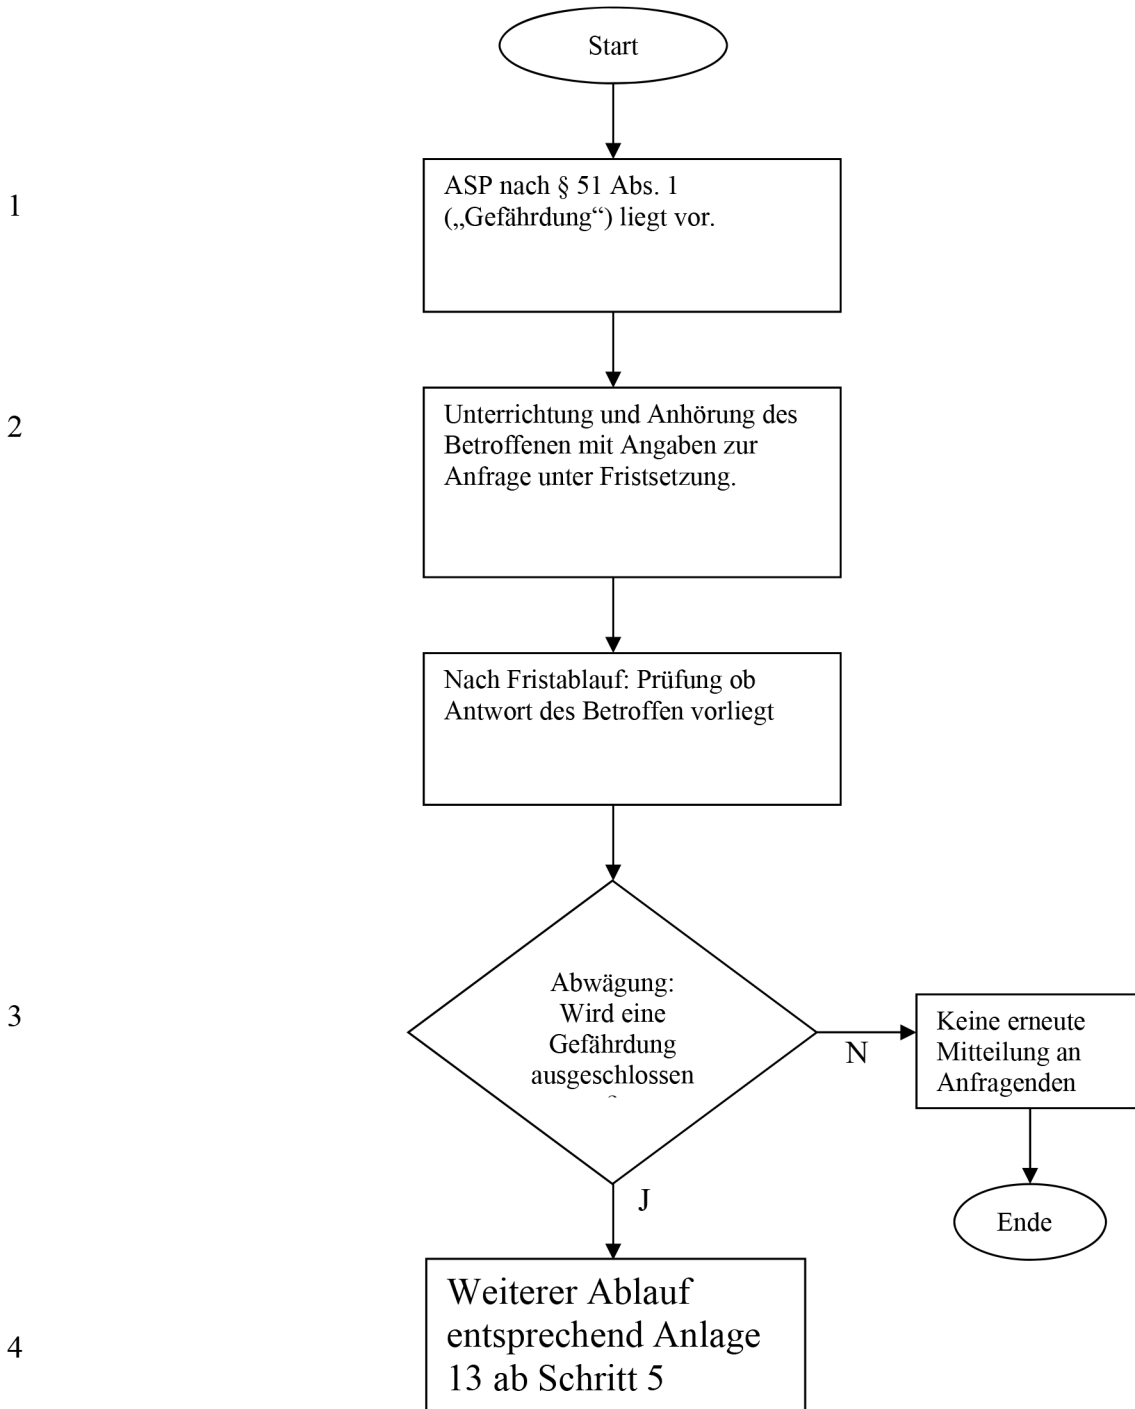 Start
1
ASP nach § 51 Abs. 1
(„Gefährdung“) liegt vor.
2
Unterrichtung und Anhörung des
Betroffenen mit Angaben zur
Anfrage unter Fristsetzung.
Nach Fristablauf: Prüfung ob
Antwort des Betroffen vorliegt
3
Abwägung:
Wird eine
Gefährdung
ausgeschlossen
N
Keine erneute
Mitteilung an
Anfragenden
J
Ende
4
Weiterer Ablauf
entsprechend Anlage
13 ab Schritt 5